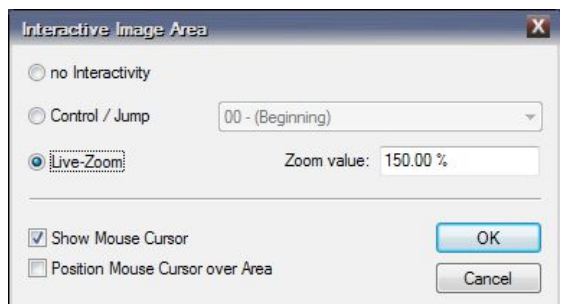 Interactive Image Area
no Interactivity
Control / Jump 00 - (Beginning)
Live-Zoom Zoom value: 150.00 %
Show Mouse Cursor OK
Position Mouse Cursor over Area
Cancel